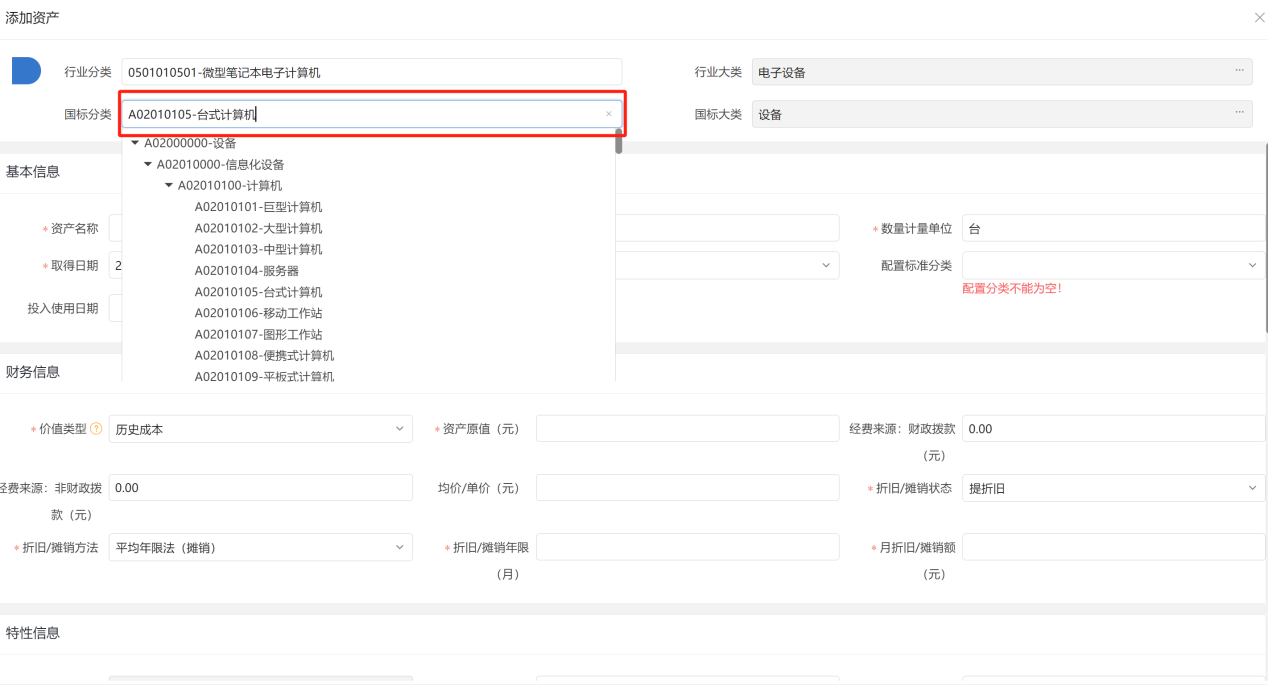 添加资产
行业分类 0501010501-微型笔记本电子计算机 行业大类 电子设备
国标分类 A02010105-台式计算机 国标大类 设备
A02000000-设备
A02010000-信息化设备
A02010100-计算机
A02010101-巨型计算机
A02010102-大型计算机
A02010103-中型计算机
A02010104-服务器
A02010105-台式计算机
A02010106-移动工作站
A02010107-图形工作站
A02010108-便携式计算机
A02010109-平板式计算机
基本信息
* 资产名称 * 数量计量单位 台
* 取得日期 2 配置标准分类
配置分类不能为空!
投入使用日期
财务信息
* 价值类型 ? 历史成本 * 资产原值（元） 经费来源：财政拨款（元） 0.00
经费来源：非财政拨款（元） 0.00 均价/单价（元） * 折旧/摊销状态 提折旧
* 折旧/摊销方法 平均年限法（摊销） * 折旧/摊销年限（月） * 月折旧/摊销额（元）
特性信息